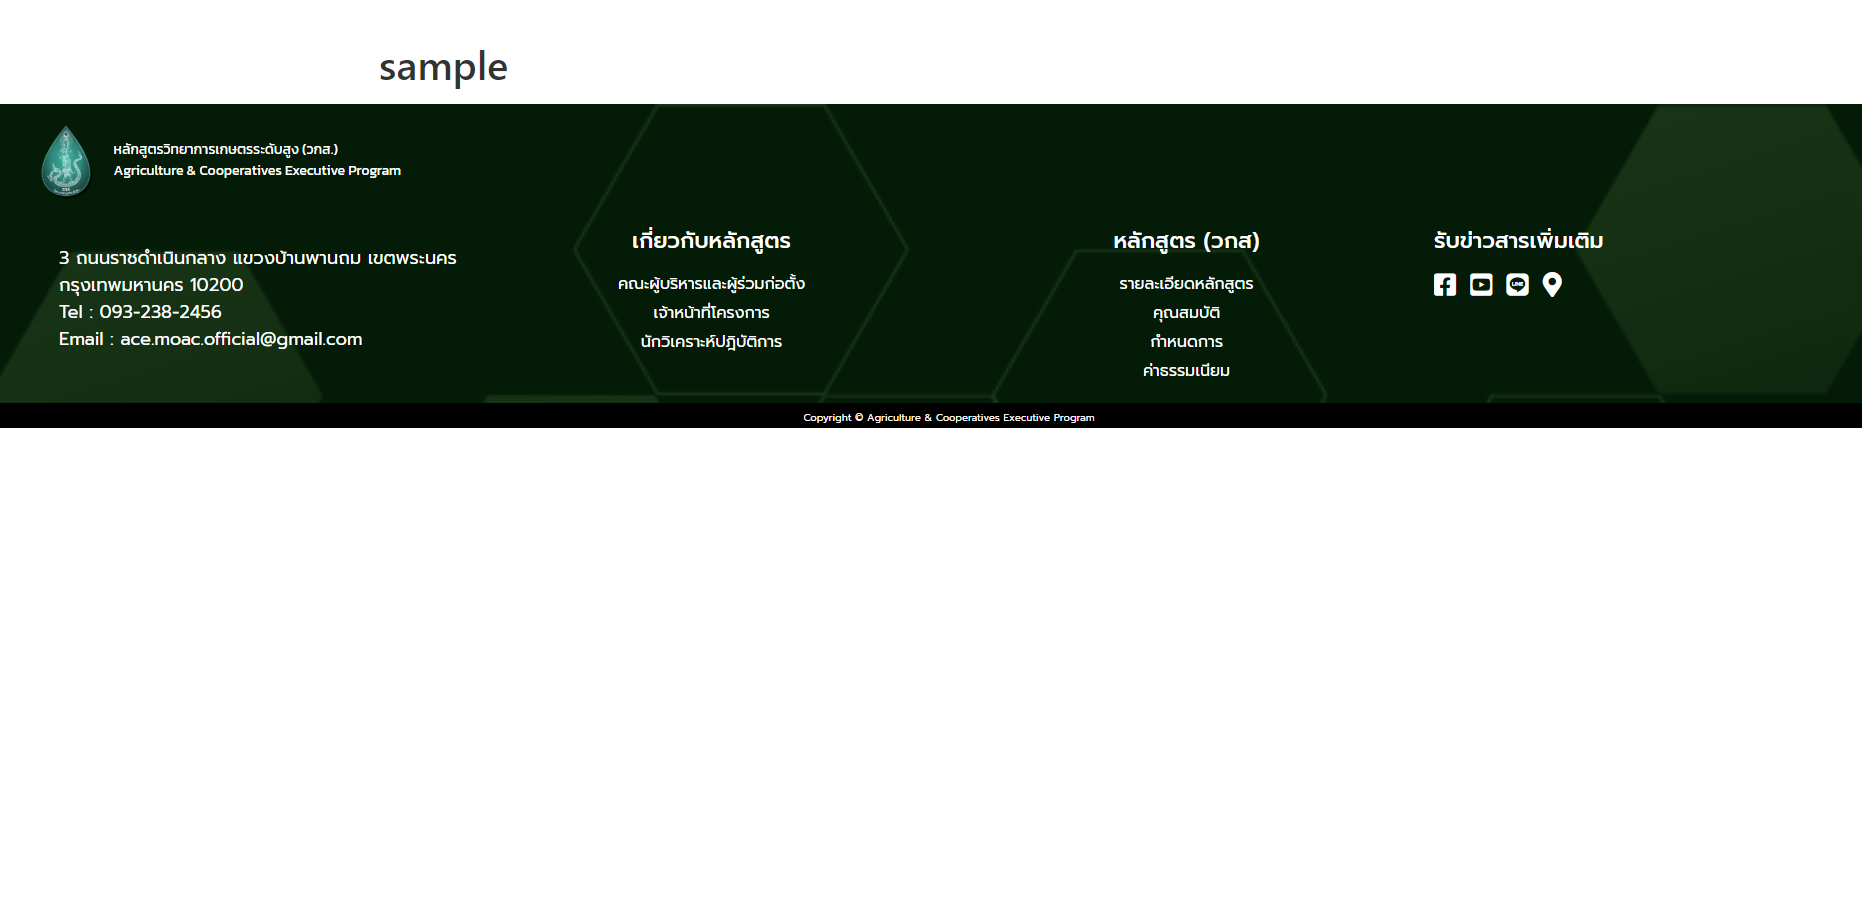 sample
หลักสูตรวิทยาการเกษตรระดับสูง (วกส.)
Agriculture & Cooperatives Executive Program
3 ถนนราชดำเนินกลาง แขวงบ้านพานถม เขตพระนคร
กรุงเทพมหานคร 10200
Tel : 093-238-2456
Email : ace.moac.official@gmail.com
เกี่ยวกับหลักสูตร
คณะผู้บริหารและผู้ร่วมก่อตั้ง
เจ้าหน้าที่โครงการ
นักวิเคราะห์ปฎิบัติการ
หลักสูตร (วกส)
รายละเอียดหลักสูตร
คุณสมบัติ
กำหนดการ
ค่าธรรมเนียม
รับข่าวสารเพิ่มเติม
LINE
Copyright © Agriculture & Cooperatives Executive Program